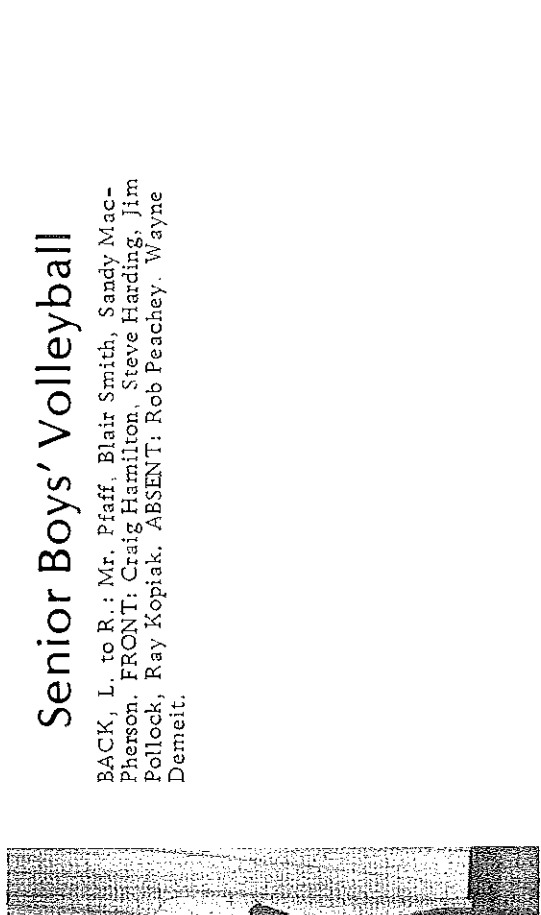 Senior Boys' Volleyball
BACK, L. to R.: Mr. Pfaff, Blair Smith, Sandy Mac-
Pherson. FRONT: Craig Hamilton, Steve Harding, Jim
Pollock, Ray Kopiak. ABSENT: Rob Peachey. Wayne
Demeit.